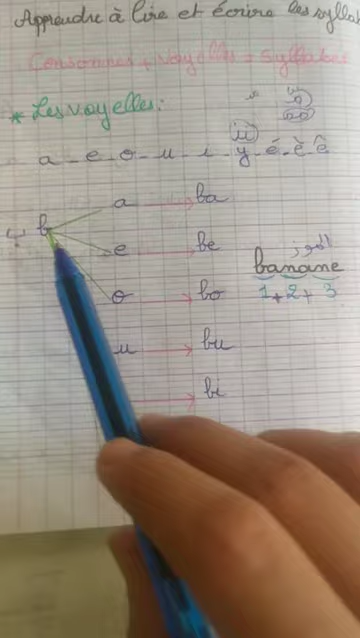 Apprendre à lire et écrire les syllab
Consonnes + voyelles = syllabes
* Les voyelles:
a - e - o - u - i - y - é - è - ê
b
a → ba
e → be
o → bo
u → bu
→ bi
الموز
banane
1 + 2 + 3